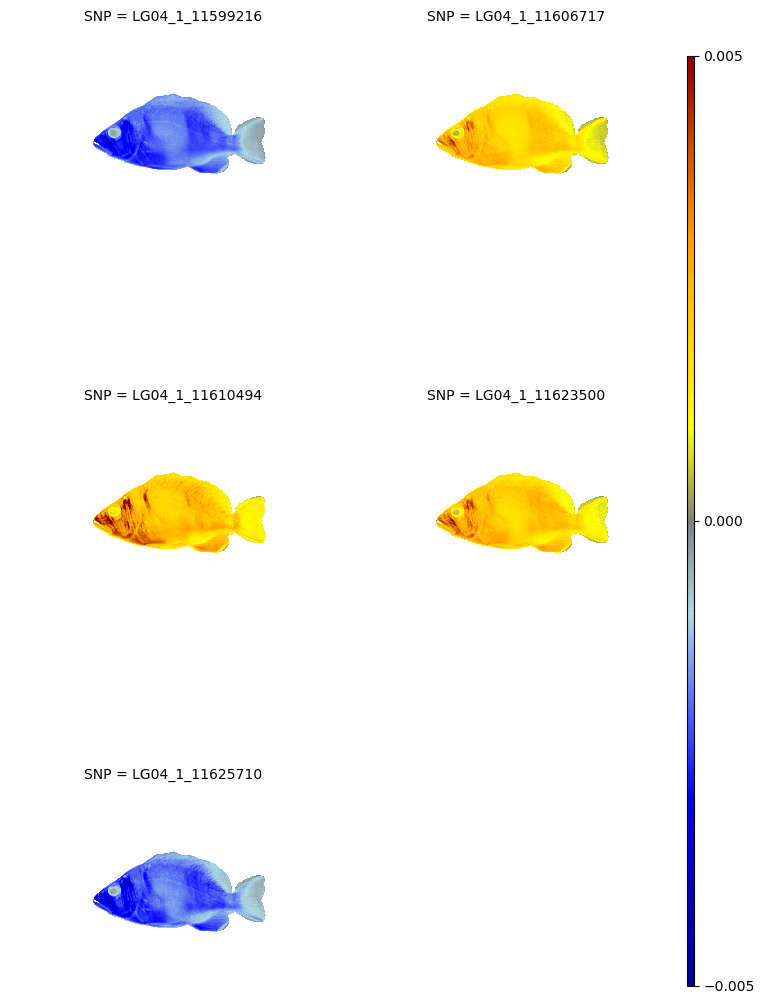 SNP = LG04_1_11599216
SNP = LG04_1_11606717
0.005
SNP = LG04_1_11610494
SNP = LG04_1_11623500
0.000
SNP = LG04_1_11625710
−0.005